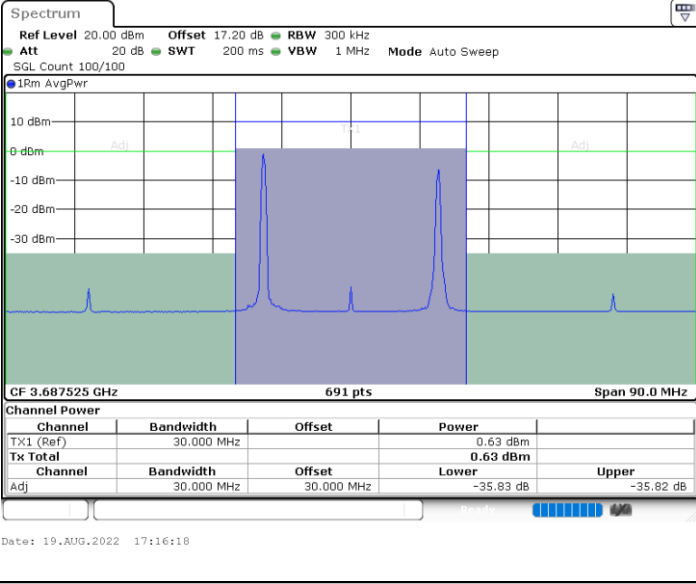 Spectrum
Ref Level 20.00 dBm Offset 17.20 dB RBW 300 kHz
Att 20 dB SWT 200 ms VBW 1 MHz Mode Auto Sweep
SGL Count 100/100
1Rm AvgPwr
10 dBm
TX1
Adj
0 dBm
Adj
-10 dBm
-20 dBm
-30 dBm
CF 3.687525 GHz 691 pts Span 90.0 MHz
Channel Power
Channel Bandwidth Offset Power
TX1 (Ref) 30.000 MHz 0.63 dBm
Tx Total 0.63 dBm
Channel Bandwidth Offset Lower Upper
Adj 30.000 MHz 30.000 MHz -35.83 dB -35.82 dB
Ready
Date: 19.AUG.2022 17:16:18